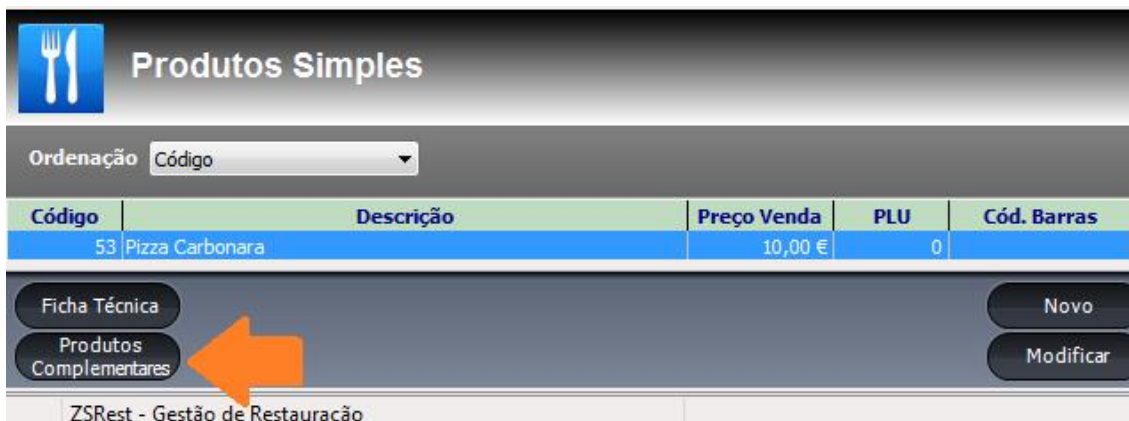 Produtos Simples
Ordenação Código
Código Descrição Preço Venda PLU Cód. Barras
53 Pizza Carbonara 10,00 € 0
Ficha Técnica Novo
Produtos
Complementares Modificar
ZSRest - Gestão de Restauração